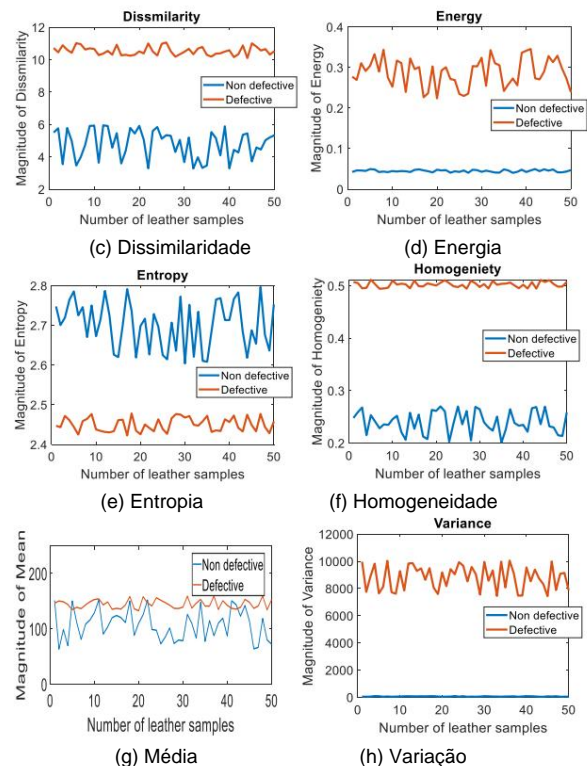 Dissmilarity
Magnitude of Dissmilarity
12
10
8
6
4
2
Non defective
Defective
0 10 20 30 40 50
Number of leather samples
(c) Dissimilaridade
Energy
Magnitude of Energy
0.4
0.3
0.2
0.1
0
Non defective
Defective
0 10 20 30 40 50
Number of leather samples
(d) Energia
Entropy
Magnitude of Entropy
2.8
2.7
2.6
2.5
2.4
Non defective
Defective
0 10 20 30 40 50
Number of leather samples
(e) Entropia
Homogeniety
Magnitude of Homogeniety
0.5
0.4
0.3
0.2
Non defective
Defective
0 10 20 30 40 50
Number of leather samples
(f) Homogeneidade
Magnitude of Mean
200
100
0
Non defective
Defective
0 10 20 30 40 50
Number of leather samples
(g) Média
Variance
Magnitude of Variance
12000
10000
8000
6000
4000
2000
0
Non defective
Defective
0 10 20 30 40 50
Number of leather samples
(h) Variação